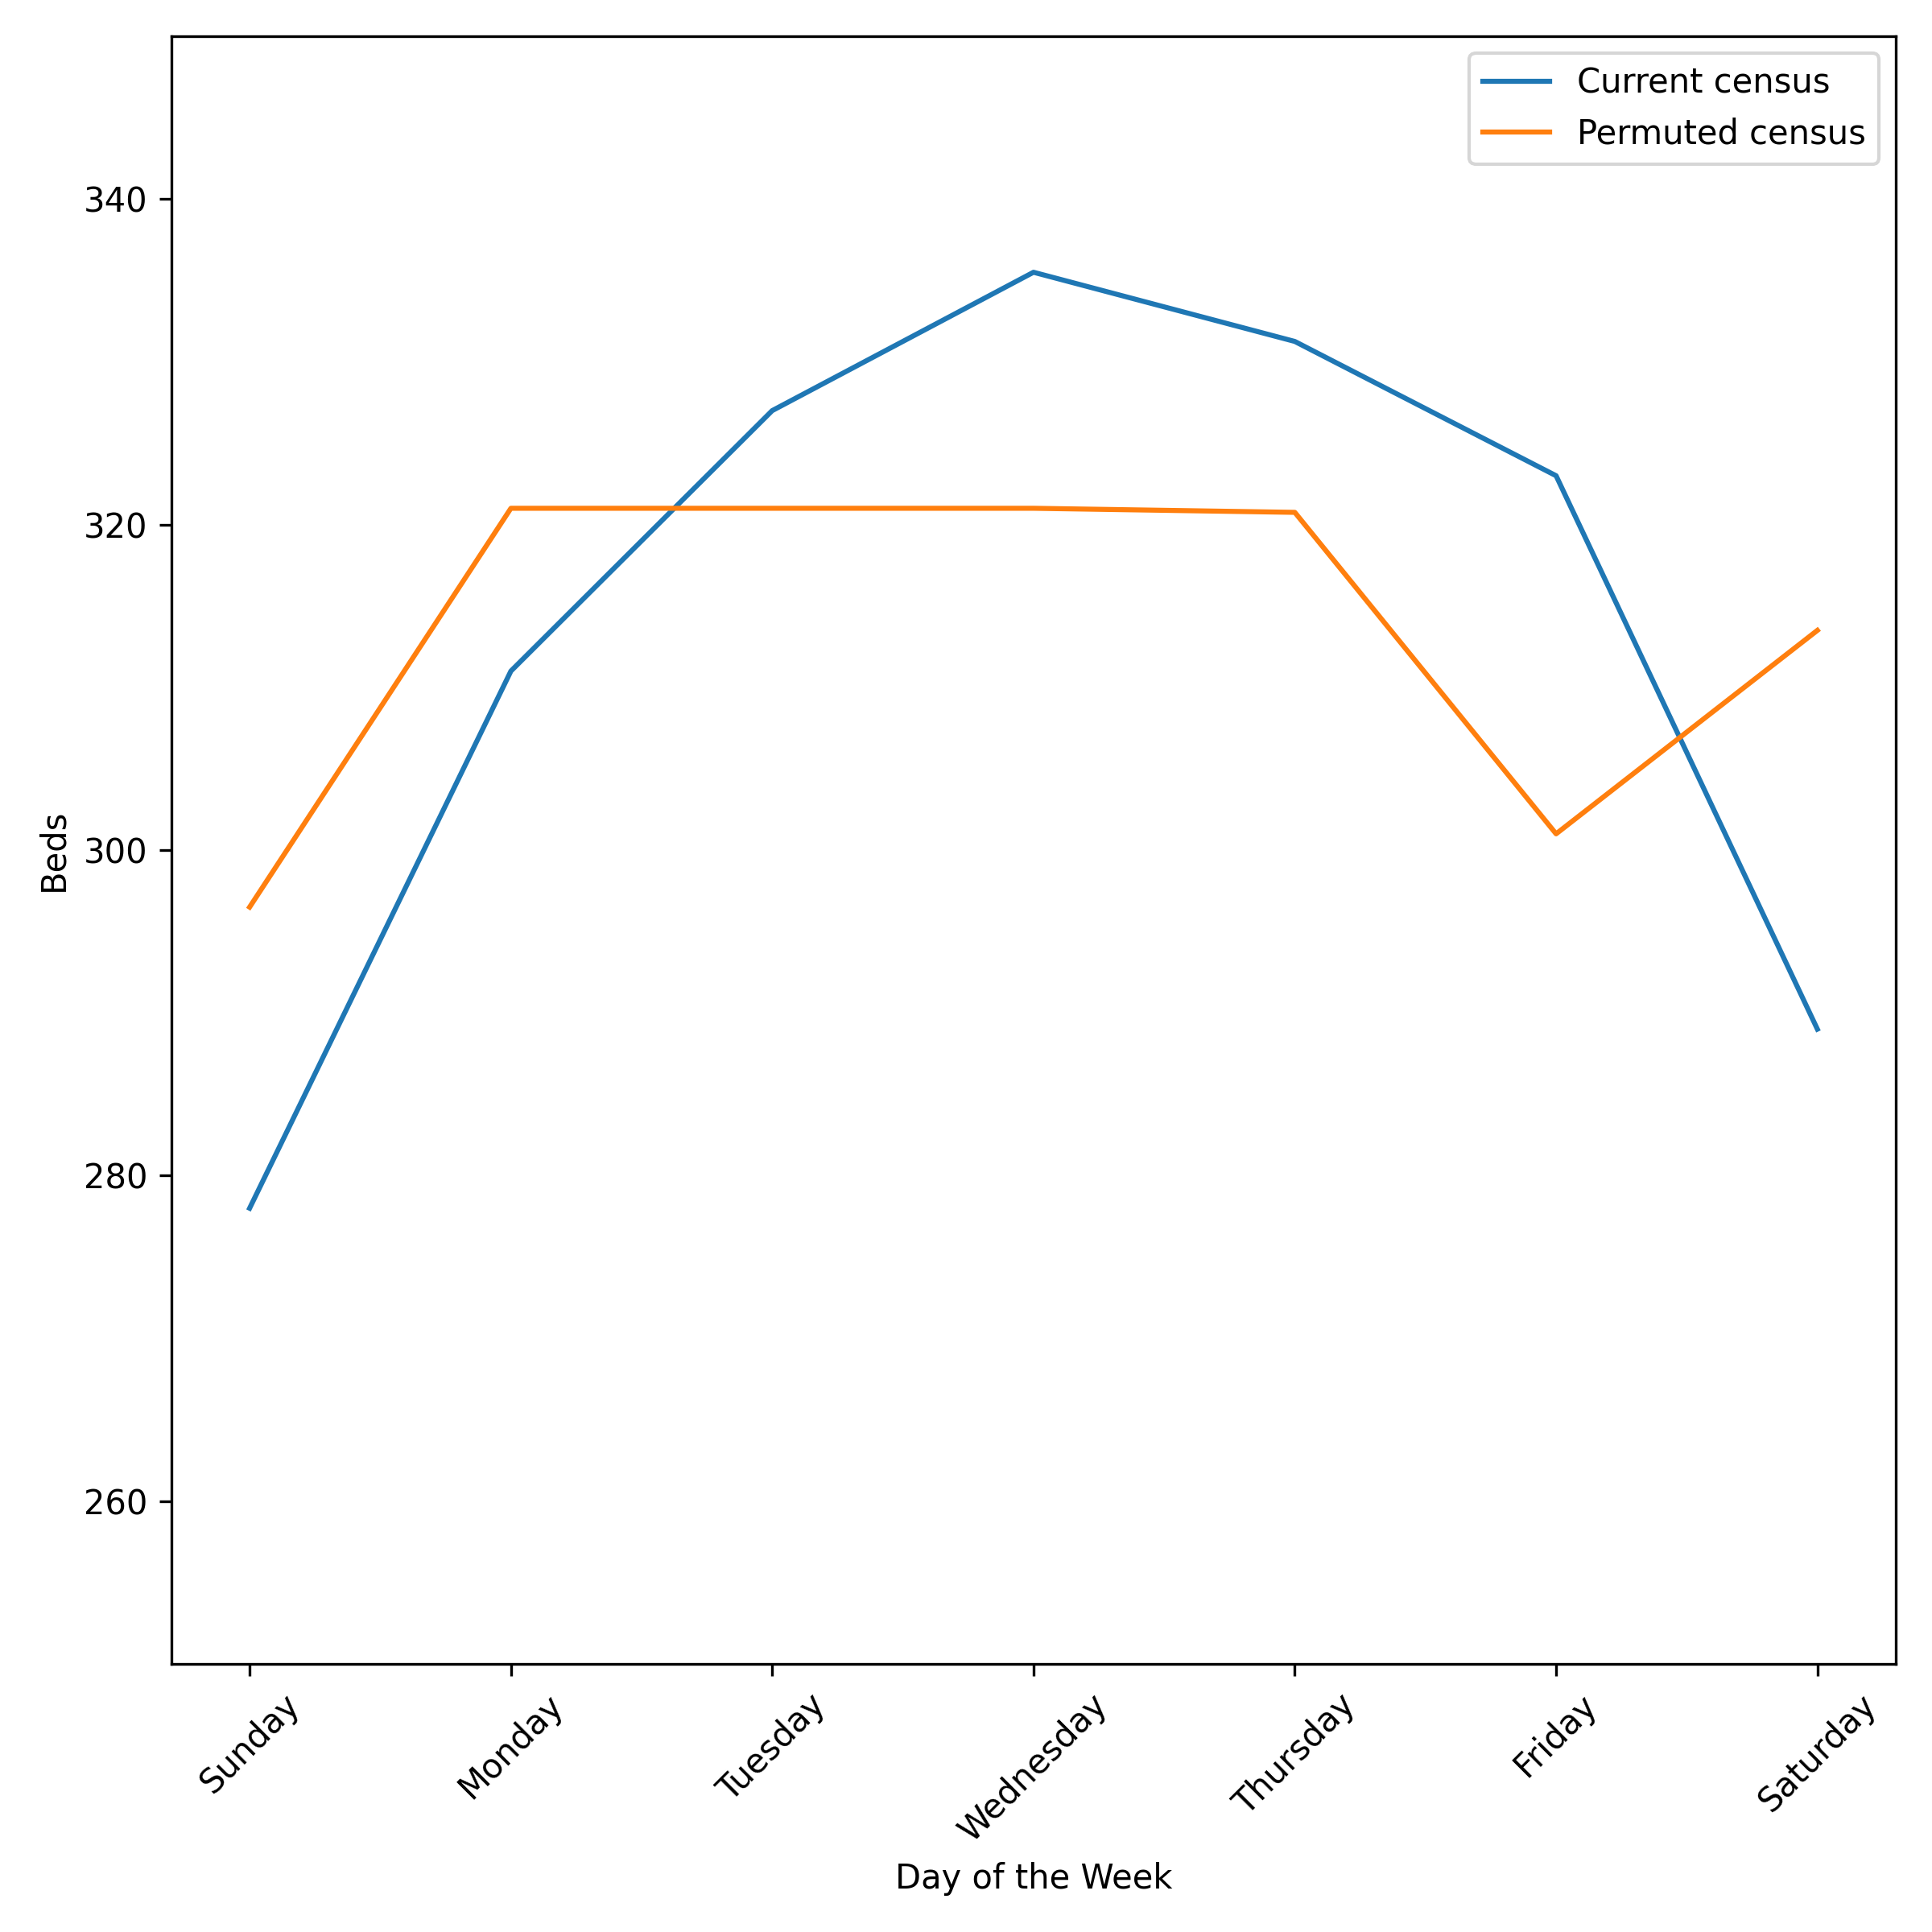 Current census
Permuted census
340
320
300
280
260
Beds
Sunday
Monday
Tuesday
Wednesday
Thursday
Friday
Saturday
Day of the Week